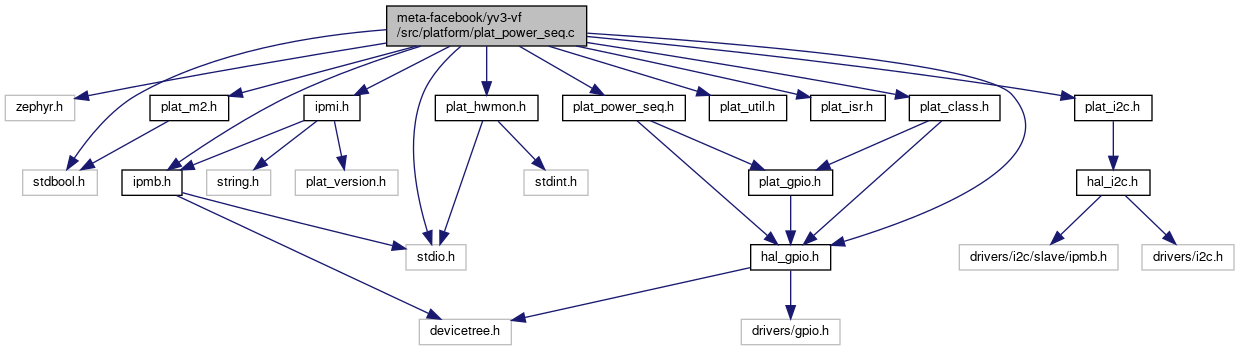 meta-facebook/yv3-vf
/src/platform/plat_power_seq.c
zephyr.h
plat_m2.h
ipmi.h
plat_hwmon.h
plat_power_seq.h
plat_util.h
plat_isr.h
plat_class.h
plat_i2c.h
stdbool.h
ipmb.h
string.h
plat_version.h
stdint.h
plat_gpio.h
hal_i2c.h
stdio.h
hal_gpio.h
drivers/i2c/slave/ipmb.h
drivers/i2c.h
devicetree.h
drivers/gpio.h